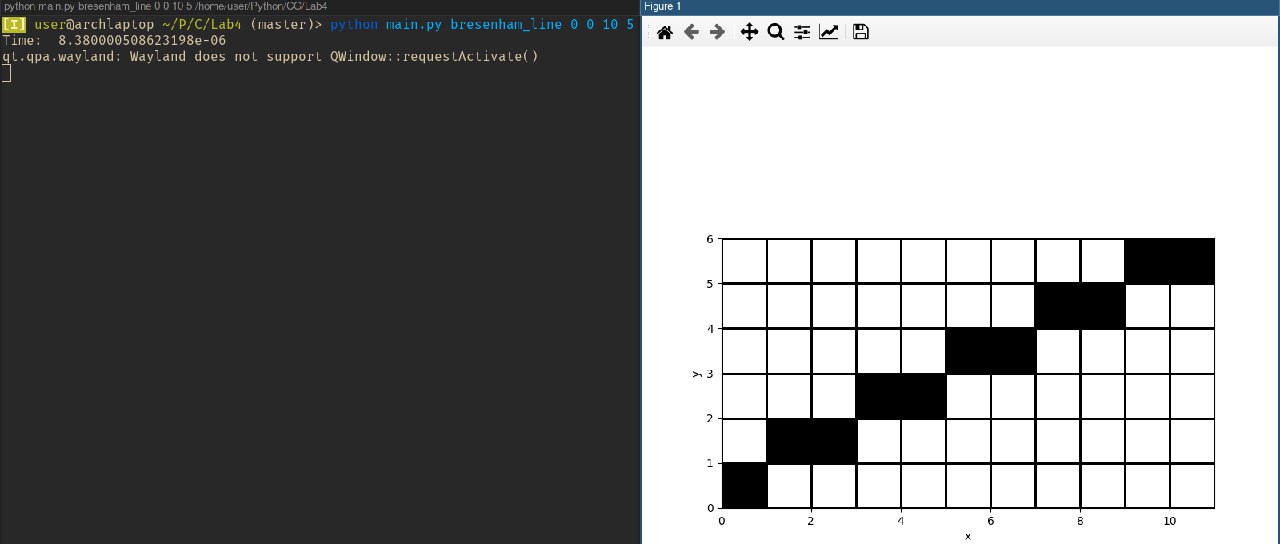 python main.py bresenham_line 0 0 10 5 /home/user/Python/CG/Lab4
[I] user@archlaptop ~/P/C/Lab4 (master)> python main.py bresenham_line 0 0 10 5
Time:  8.380000508623198e-06
qt.qpa.wayland: Wayland does not support QWindow::requestActivate()
Figure 1
6
5
4
3
2
1
0
y
0 2 4 6 8 10
x